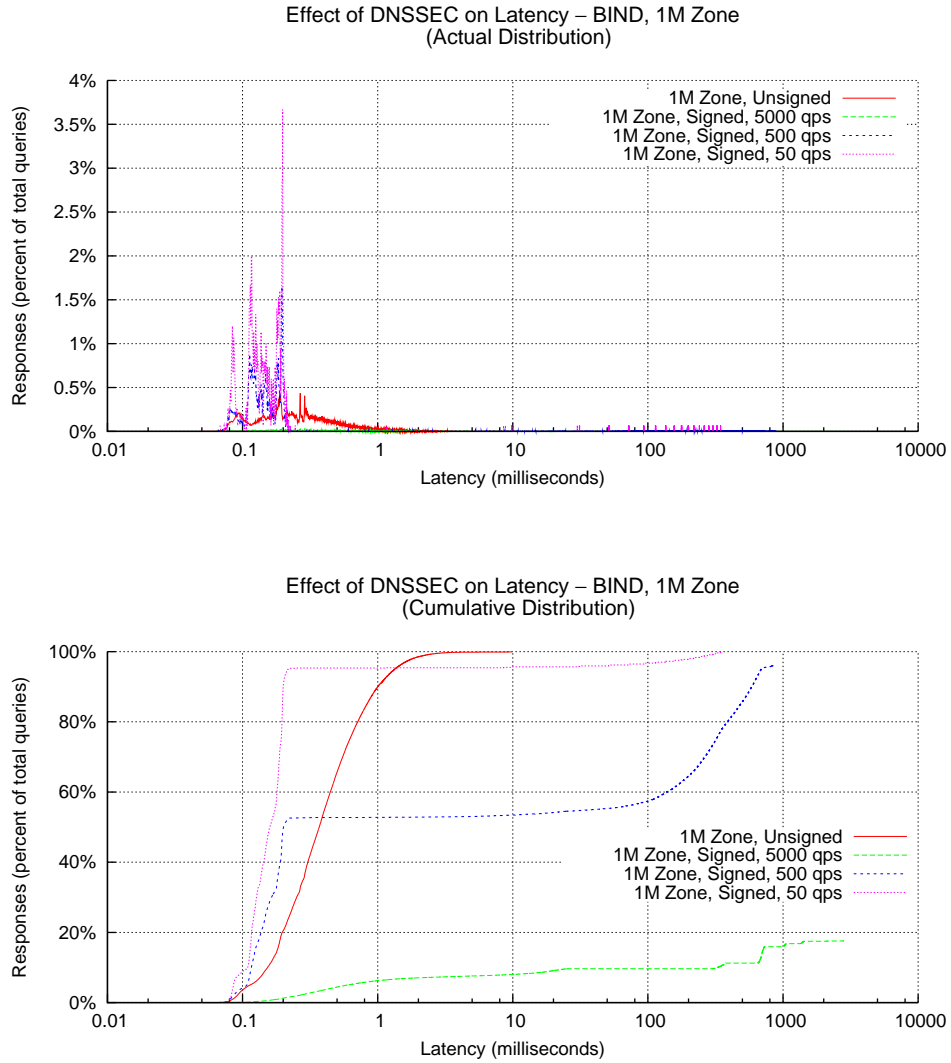 Effect of DNSSEC on Latency – BIND, 1M Zone
(Actual Distribution)
4%
3.5%
3%
2.5%
2%
1.5%
1%
0.5%
0%
Responses (percent of total queries)
1M Zone, Unsigned
1M Zone, Signed, 5000 qps
1M Zone, Signed, 500 qps
1M Zone, Signed, 50 qps
0.01 0.1 1 10 100 1000 10000
Latency (milliseconds)
Effect of DNSSEC on Latency – BIND, 1M Zone
(Cumulative Distribution)
100%
80%
60%
40%
20%
0%
Responses (percent of total queries)
1M Zone, Unsigned
1M Zone, Signed, 5000 qps
1M Zone, Signed, 500 qps
1M Zone, Signed, 50 qps
0.01 0.1 1 10 100 1000 10000
Latency (milliseconds)